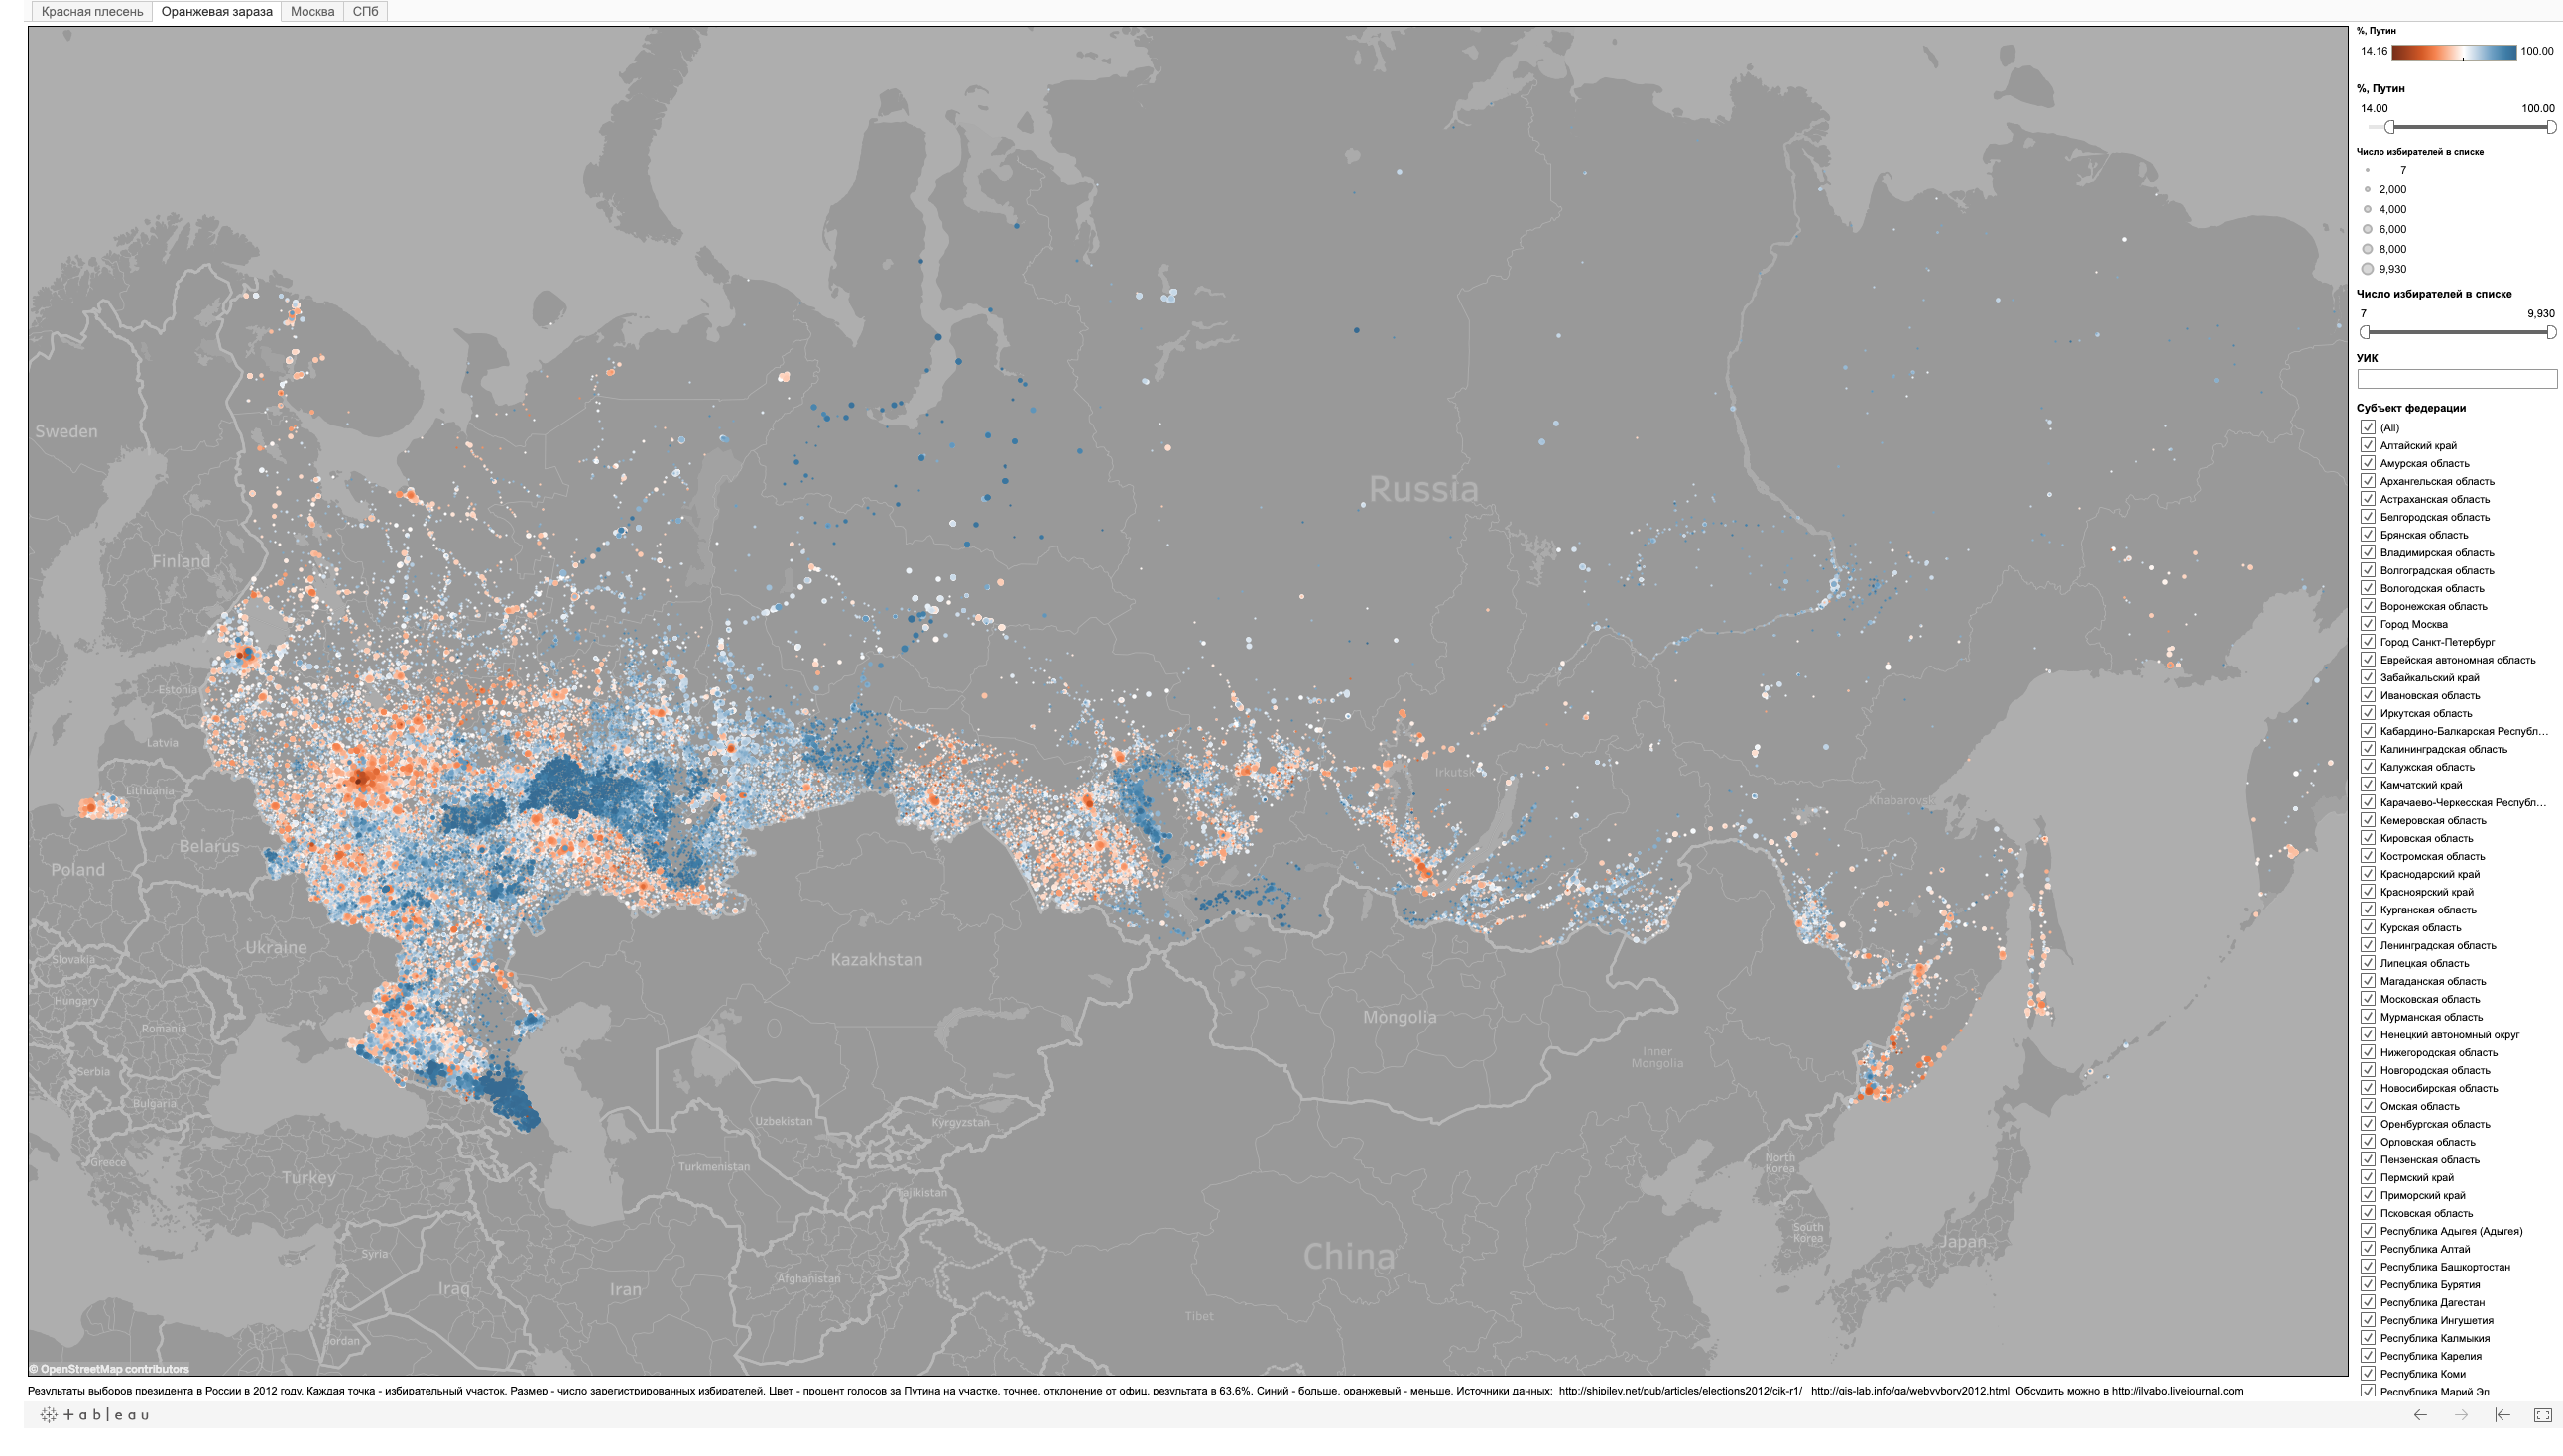 Красная плесень
Оранжевая зараза
Москва
СПб
%, Путин
14.16
100.00
%, Путин
14.00
100.00
Число избирателей в списке
7
2,000
4,000
6,000
8,000
9,930
Число избирателей в списке
7
9,930
УИК
Субъект федерации
(All)
Алтайский край
Амурская область
Архангельская область
Астраханская область
Белгородская область
Брянская область
Владимирская область
Волгоградская область
Вологодская область
Воронежская область
Город Москва
Город Санкт-Петербург
Еврейская автономная область
Забайкальский край
Ивановская область
Иркутская область
Кабардино-Балкарская Республ...
Калининградская область
Калужская область
Камчатский край
Карачаево-Черкесская Республ...
Кемеровская область
Кировская область
Костромская область
Краснодарский край
Красноярский край
Курганская область
Курская область
Ленинградская область
Липецкая область
Магаданская область
Московская область
Мурманская область
Ненецкий автономный округ
Нижегородская область
Новгородская область
Новосибирская область
Омская область
Оренбургская область
Орловская область
Пензенская область
Пермский край
Приморский край
Псковская область
Республика Адыгея (Адыгея)
Республика Алтай
Республика Башкортостан
Республика Бурятия
Республика Дагестан
Республика Ингушетия
Республика Калмыкия
Республика Карелия
Республика Коми
Республика Марий Эл
Sweden
Finland
Russia
Estonia
Latvia
Lithuania
Irkutsk
Khabarovsk
Belarus
Poland
Ukraine
Slovakia
Kazakhstan
Hungary
Mongolia
Romania
Inner
Mongolia
Serbia
Bulgaria
Uzbekistan
Kyrgyzstan
Greece
Turkmenistan
Turkey
North
Korea
Tajikistan
South
Korea
Japan
Syria
China
Iraq
Iran
Afghanistan
Tibet
Jordan
© OpenStreetMap contributors
Результаты выборов президента в России в 2012 году. Каждая точка - избирательный участок. Размер - число зарегистрированных избирателей. Цвет - процент голосов за Путина на участке, точнее, отклонение от офиц. результата в 63.6%. Синий - больше, оранжевый - меньше. Источники данных: http://shipilev.net/pub/articles/elections2012/cik-r1/ http://gis-lab.info/qa/webvybory2012.html Обсудить можно в http://ilyabo.livejournal.com
+ableau